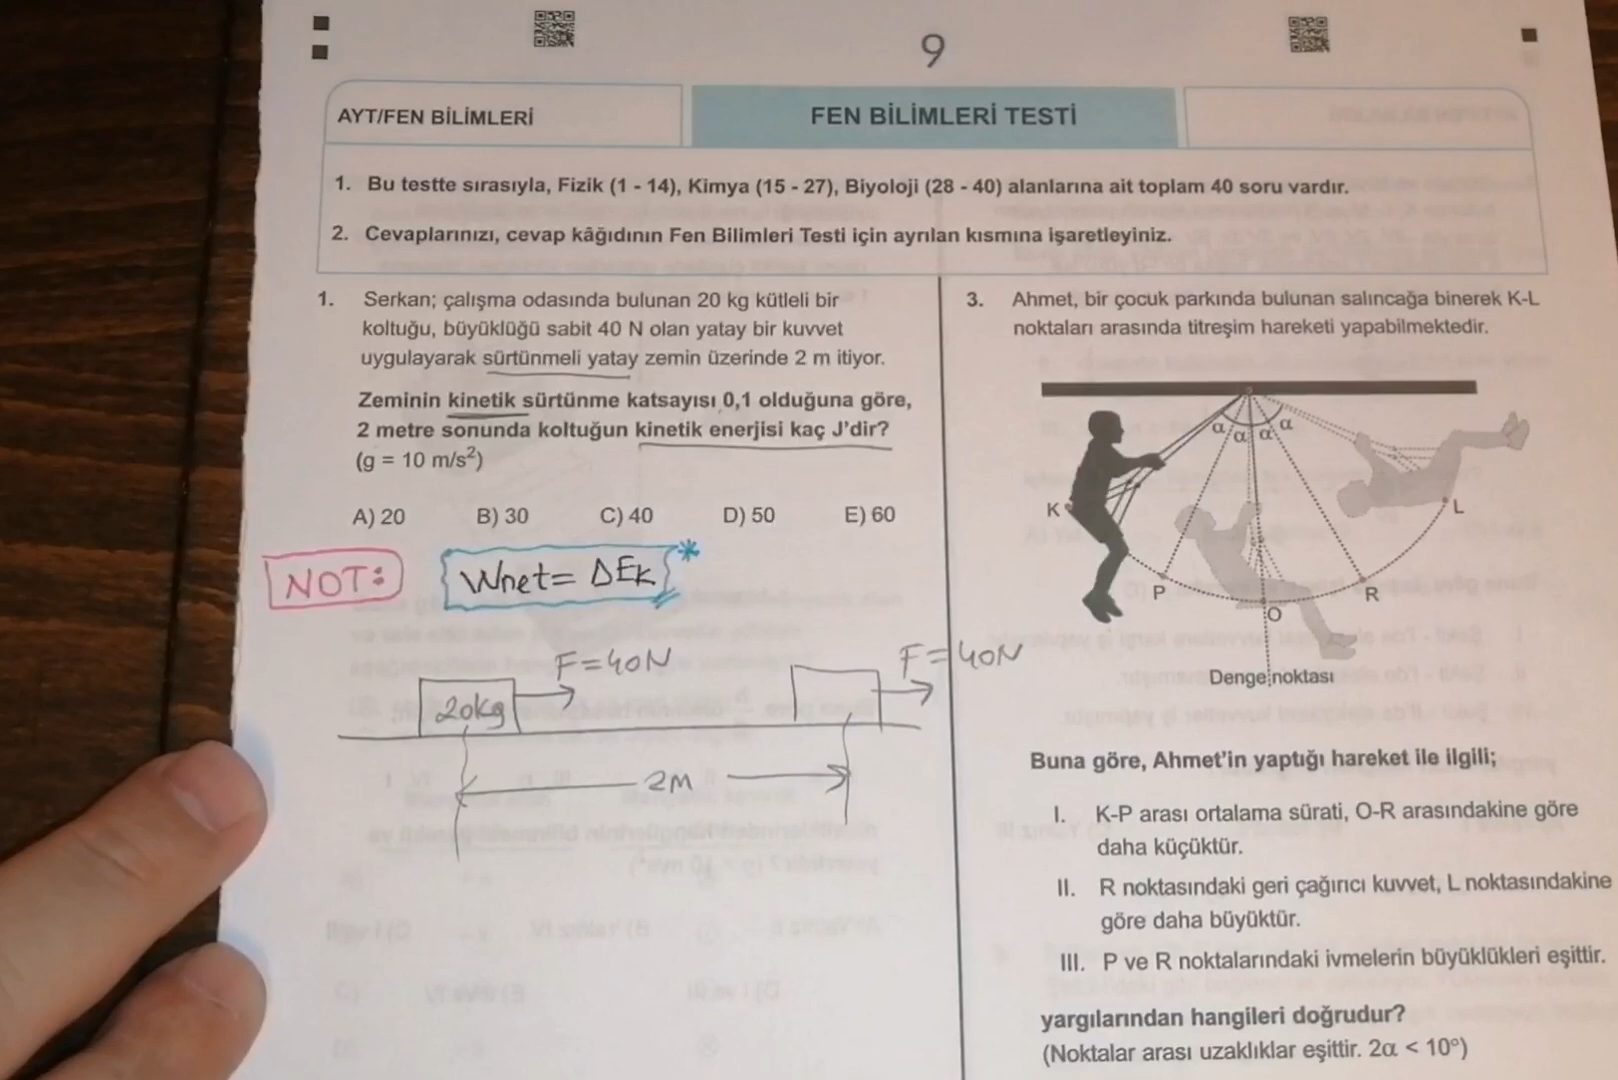 9
AYT/FEN BİLİMLERİ
FEN BİLİMLERİ TESTİ
1. Bu testte sırasıyla, Fizik (1 - 14), Kimya (15 - 27), Biyoloji (28 - 40) alanlarına ait toplam 40 soru vardır.
2. Cevaplarınızı, cevap kâğıdının Fen Bilimleri Testi için ayrılan kısmına işaretleyiniz.
1. Serkan; çalışma odasında bulunan 20 kg kütleli bir
koltuğu, büyüklüğü sabit 40 N olan yatay bir kuvvet
uygulayarak sürtünmeli yatay zemin üzerinde 2 m itiyor.
Zeminin kinetik sürtünme katsayısı 0,1 olduğuna göre,
2 metre sonunda koltuğun kinetik enerjisi kaç J'dir?
(g = 10 m/s²)
A) 20 B) 30 C) 40 D) 50 E) 60
NOT: Wnet = ΔEk *
F=40N
20kg
F=40N
2M
3. Ahmet, bir çocuk parkında bulunan salıncağa binerek K-L
noktaları arasında titreşim hareketi yapabilmektedir.
α α α α
K
L
P
R
O
Denge noktası
Buna göre, Ahmet'in yaptığı hareket ile ilgili;
I. K-P arası ortalama sürati, O-R arasındakine göre
daha küçüktür.
II. R noktasındaki geri çağırıcı kuvvet, L noktasındakine
göre daha büyüktür.
III. P ve R noktalarındaki ivmelerin büyüklükleri eşittir.
yargılarından hangileri doğrudur?
(Noktalar arası uzaklıklar eşittir. 2α < 10°)